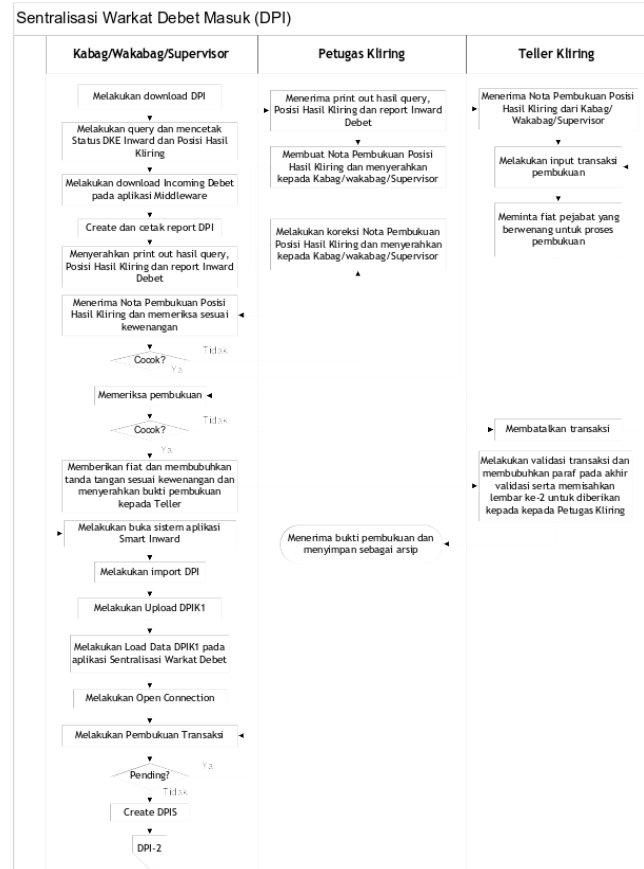 Sentralisasi Warkat Debet Masuk (DPI)
Kabag/Wakabag/Supervisor
Melakukan download DPI
Melakukan query dan mencetak
Status DKE Inward dan Posisi Hasil
Kliring
Melakukan download Incoming Debet
pada aplikasi Middleware
Create dan cetak report DPI
Menyerahkan print out hasil query,
Posisi Hasil Kliring dan report Inward
Debet
Menerima Nota Pembukuan Posisi
Hasil Kliring dan memeriksa sesuai
kewenangan
Cocok?
Tidak
Ya
Memeriksa pembukuan
Cocok?
Tidak
Ya
Memberikan fiat dan membubuhkan
tanda tangan sesuai kewenangan dan
menyerahkan bukti pembukuan
kepada Teller
Melakukan buka sistem aplikasi
Smart Inward
Melakukan import DPI
Melakukan Upload DPIK1
Melakukan Load Data DPIK1 pada
aplikasi Sentralisasi Warkat Debet
Melakukan Open Connection
Melakukan Pembukuan Transaksi
Pending?
Ya
Tidak
Create DPIS
DPI-2
Petugas Kliring
Menerima print out hasil query,
Posisi Hasil Kliring dan report Inward
Debet
Membuat Nota Pembukuan Posisi
Hasil Kliring dan menyerahkan
kepada Kabag/wakabag/Supervisor
Melakukan koreksi Nota Pembukuan
Posisi Hasil Kliring dan menyerahkan
kepada Kabag/wakabag/Supervisor
Menerima bukti pembukuan dan
menyimpan sebagai arsip
Teller Kliring
Menerima Nota Pembukuan Posisi
Hasil Kliring dari Kabag/
Wakabag/Supervisor
Melakukan input transaksi
pembukuan
Meminta fiat pejabat yang
berwenang untuk proses
pembukuan
Membatalkan transaksi
Melakukan validasi transaksi dan
membubuhkan paraf pada akhir
validasi serta memisahkan
lembar ke-2 untuk diberikan
kepada kepada Petugas Kliring